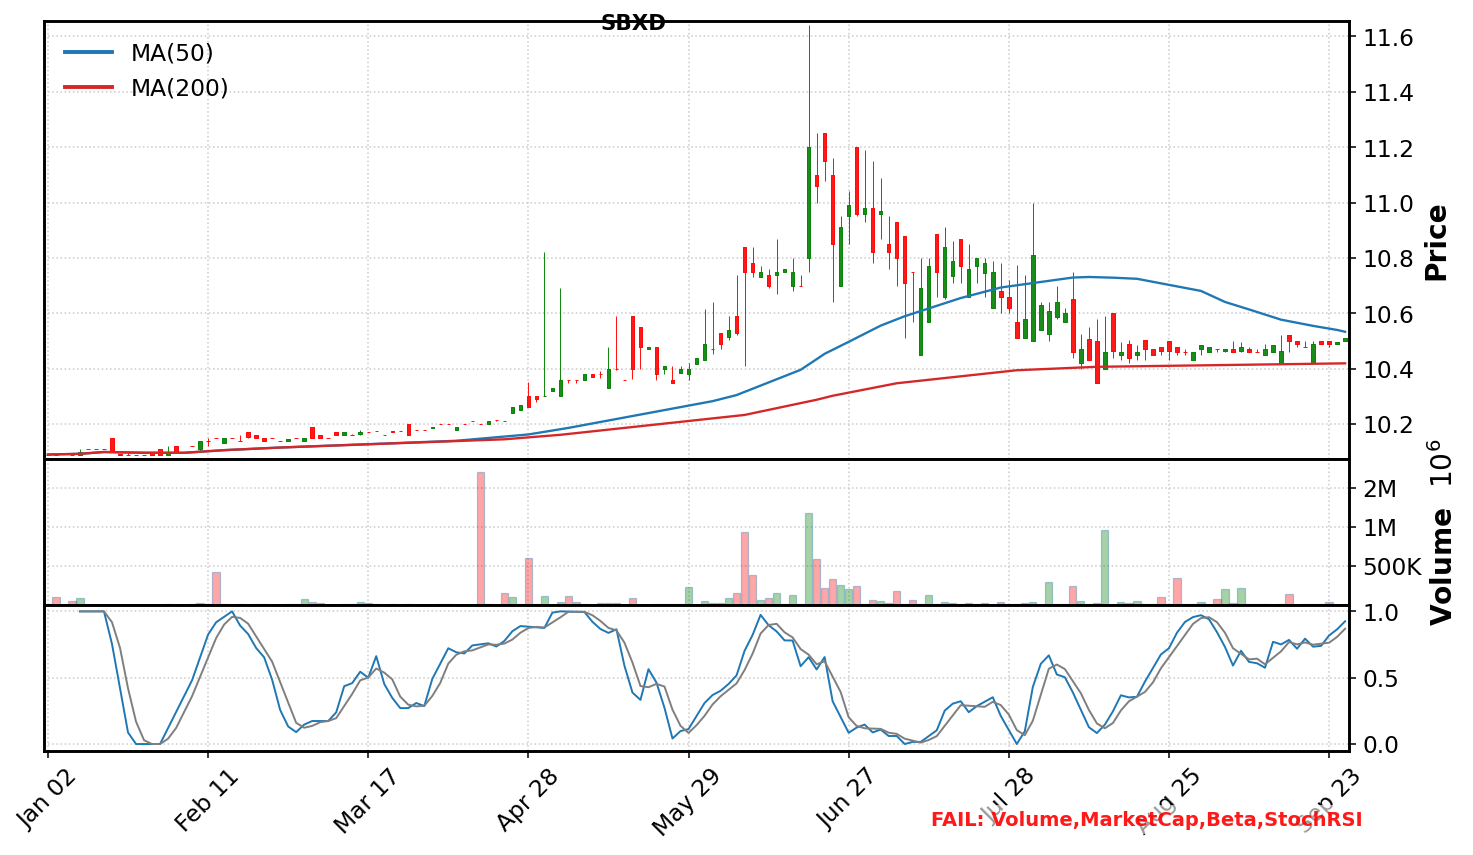 SBXD
MA(50)
MA(200)
11.6
11.4
11.2
11.0
10.8
10.6
10.4
10.2
Price
2M
1M
500K
Volume 10⁶
1.0
0.5
0.0
Jan 02
Feb 11
Mar 17
Apr 28
May 29
Jun 27
Jul 28
Aug 25
Sep 23
FAIL: Volume,MarketCap,Beta,StochRSI